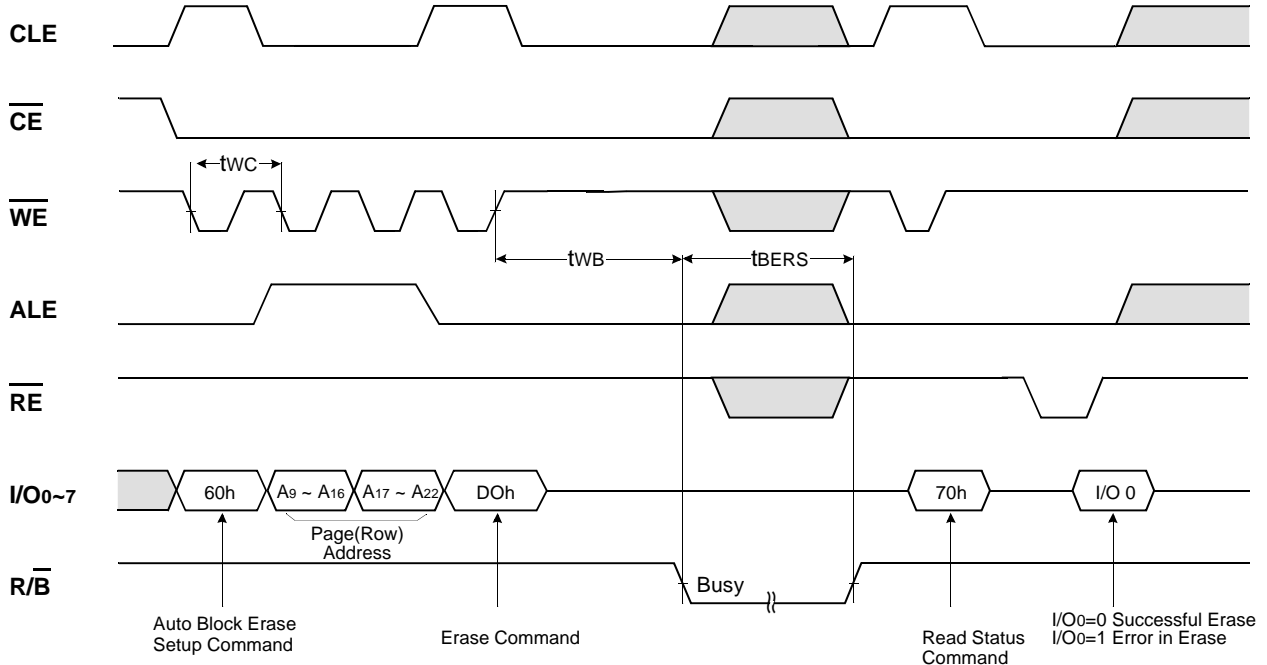 CLE
CE
tWC
WE
tWB
tBERS
ALE
RE
I/O0~7
60h
A9 ~ A16
A17 ~ A22
DOh
70h
I/O 0
Page(Row)
Address
R/B
Busy
Auto Block Erase
Setup Command
Erase Command
Read Status
Command
I/O0=0 Successful Erase
I/O0=1 Error in Erase